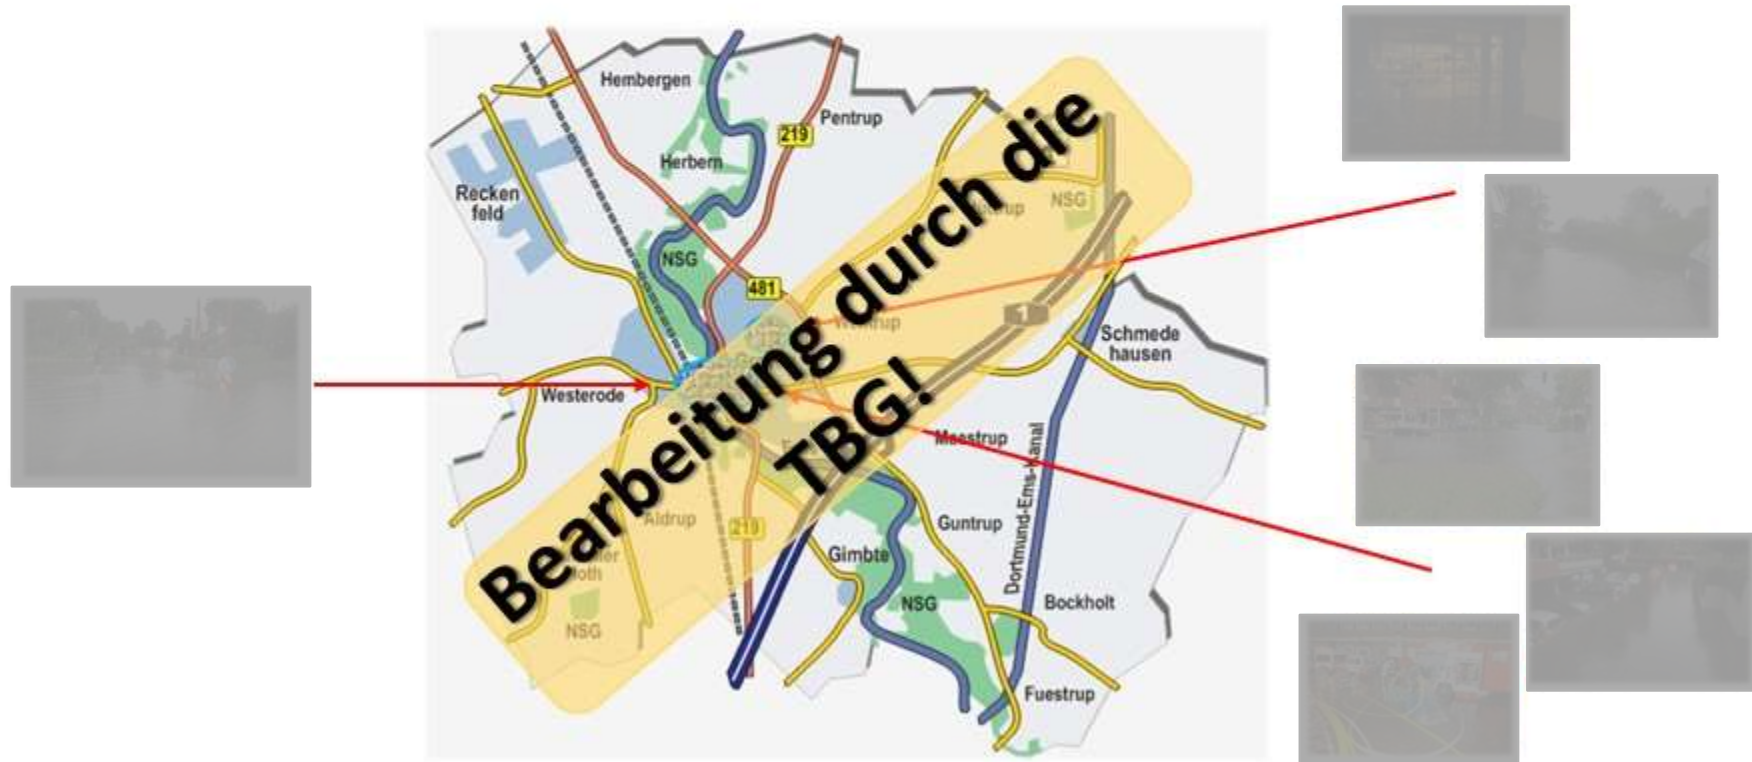 Hembergen
Pentrup
219
Herbern
Recken
feld
NSG
NSG
481
1
Schmede
hausen
Westerode
Bearbeitung durch die
TBG!
Maestrup
Dortmund-Ems-Kanal
Aldrup
219
Guntrup
Gimbte
NSG
Bockholt
NSG
Fuestrup